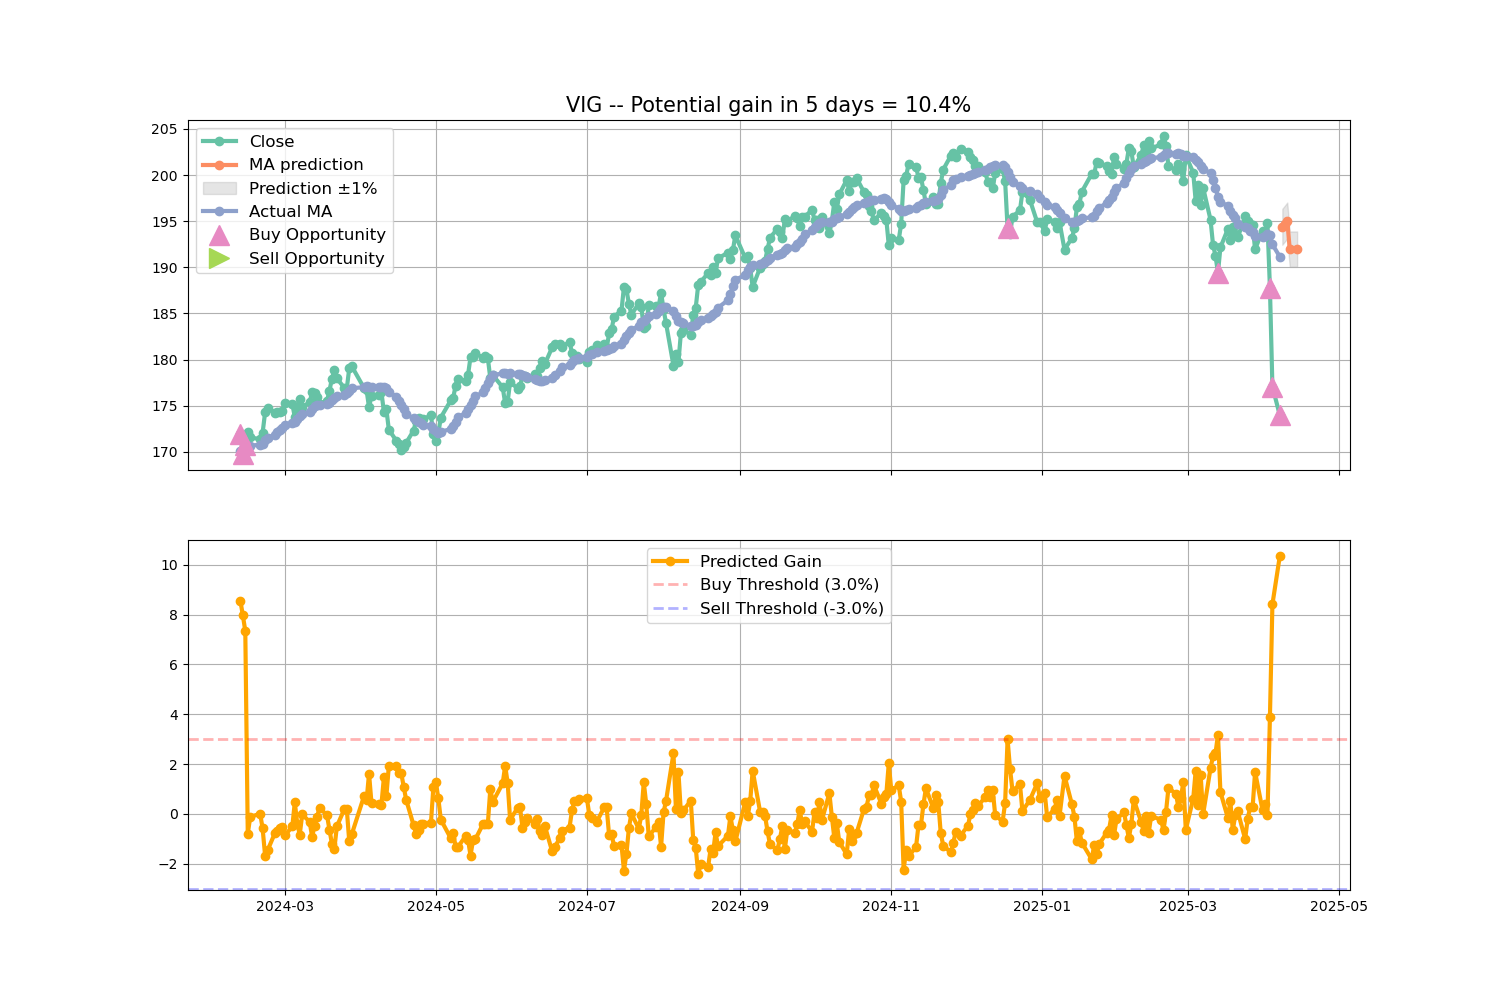 VIG -- Potential gain in 5 days = 10.4%
205
200
195
190
185
180
175
170
Close
MA prediction
Prediction ±1%
Actual MA
Buy Opportunity
Sell Opportunity
10
8
6
4
2
0
−2
Predicted Gain
Buy Threshold (3.0%)
Sell Threshold (-3.0%)
2024-03
2024-05
2024-07
2024-09
2024-11
2025-01
2025-03
2025-05